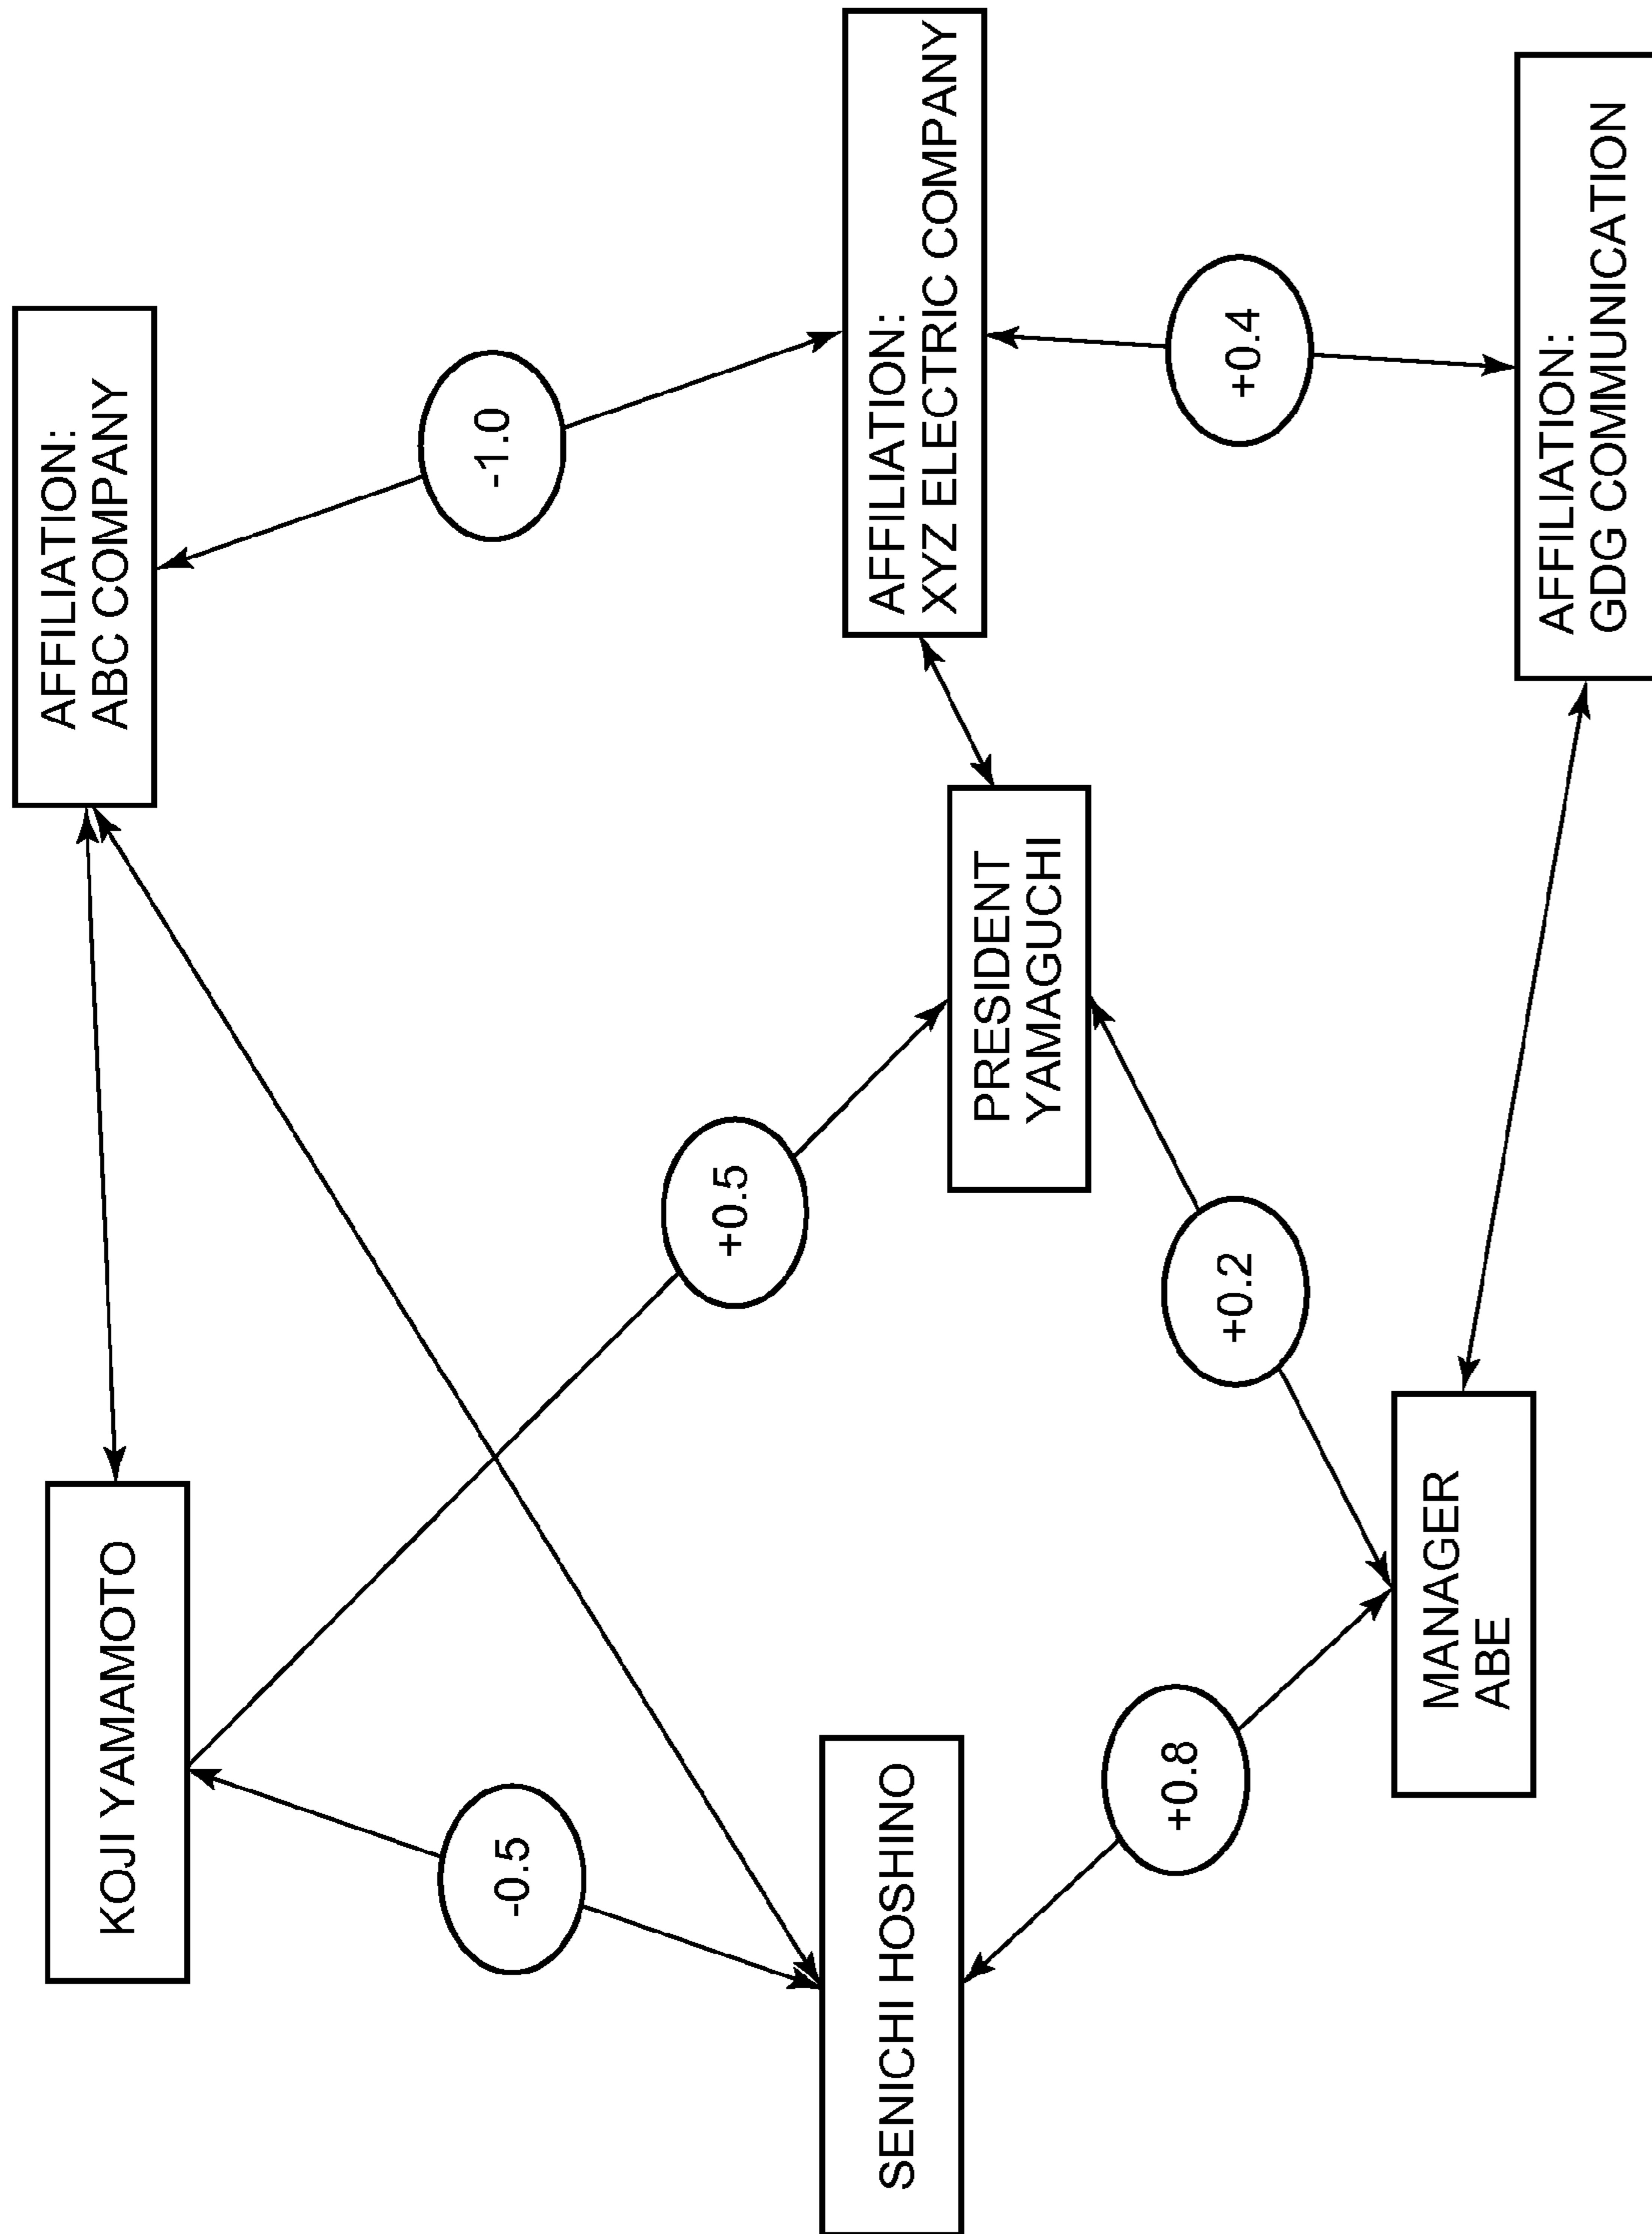 KOJI YAMAMOTO
AFFILIATION:
ABC COMPANY
-0.5
-1.0
+0.5
SENICHI HOSHINO
PRESIDENT
YAMAGUCHI
AFFILIATION:
XYZ ELECTRIC COMPANY
+0.8
+0.2
+0.4
MANAGER
ABE
AFFILIATION:
GDG COMMUNICATION